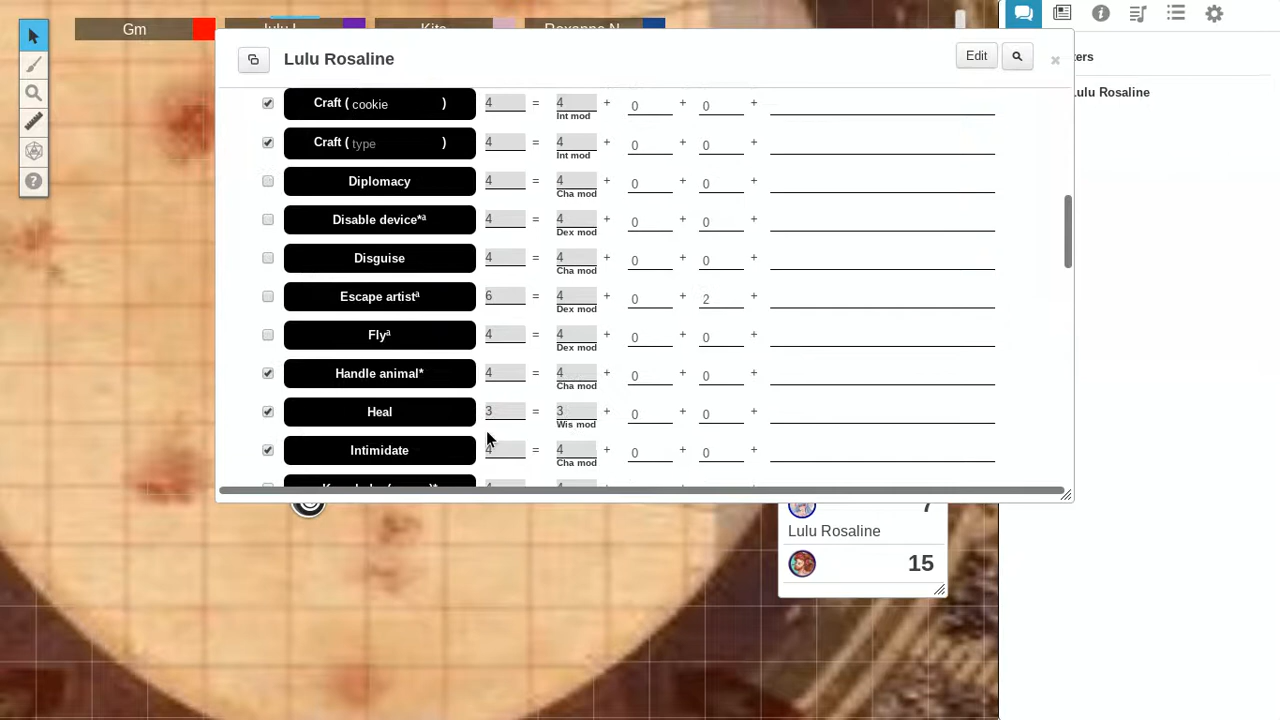 Gm
Lulu Rosaline
Edit
ters
Lulu Rosaline
Craft ( cookie ) 4 = 4 + 0 + 0 +
Int mod
Craft ( type ) 4 = 4 + 0 + 0 +
Int mod
Diplomacy 4 = 4 + 0 + 0 +
Cha mod
Disable device*ª 4 = 4 + 0 + 0 +
Dex mod
Disguise 4 = 4 + 0 + 0 +
Cha mod
Escape artistª 6 = 4 + 0 + 2 +
Dex mod
Flyª 4 = 4 + 0 + 0 +
Dex mod
Handle animal* 4 = 4 + 0 + 0 +
Cha mod
Heal 3 = 3 + 0 + 0 +
Wis mod
Intimidate 4 = 4 + 0 + 0 +
Cha mod
7
Lulu Rosaline
15